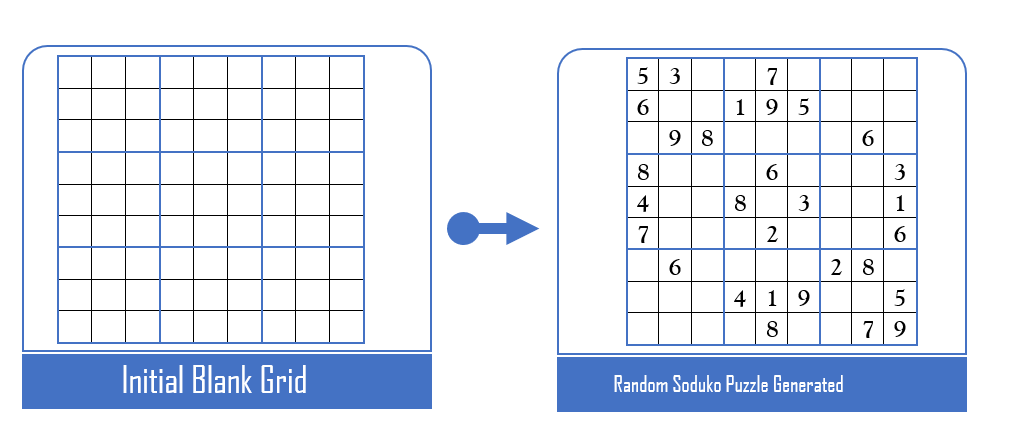 5 3 7
6 1 9 5
9 8 6
8 6 3
4 8 3 1
7 2 6
6 2 8
4 1 9 5
8 7 9
Initial Blank Grid
Random Soduko Puzzle Generated